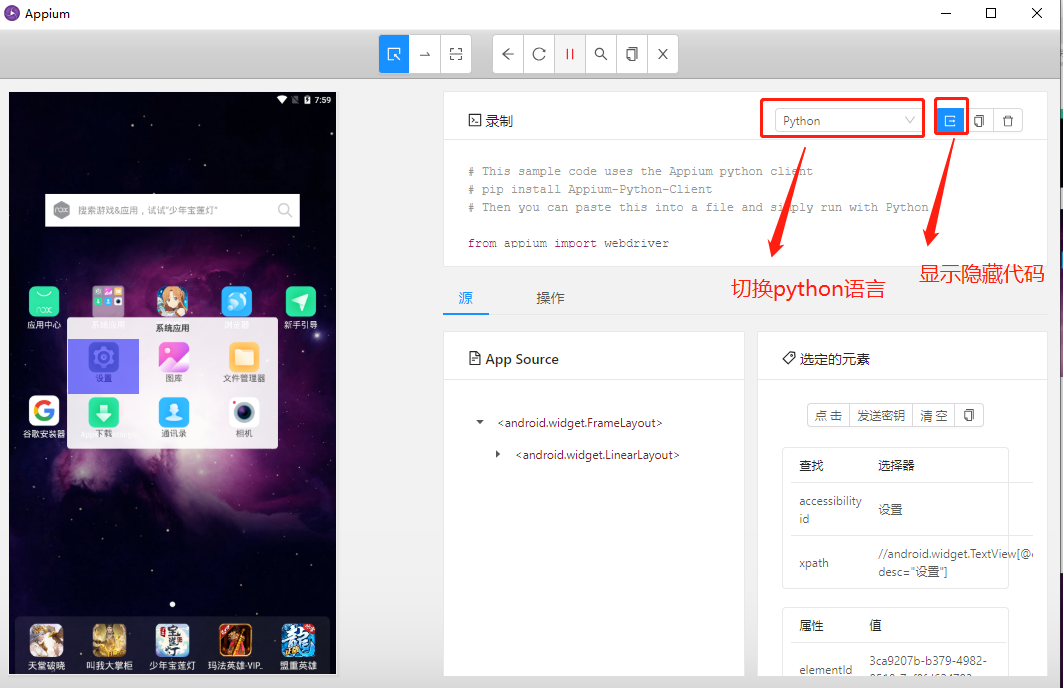 Appium
7:59
搜索游戏&应用，试试"少年宝莲灯"
应用中心
新手引导
系统应用
设置
图库
文件管理器
谷歌安装器
下载
通讯录
相机
天堂破晓
叫我大掌柜
少年宝莲灯
玛法英雄-VIP..
盟重英雄
录制
Python
# This sample code uses the Appium python client
# pip install Appium-Python-Client
# Then you can paste this into a file and simply run with Python
from appium import webdriver
切换python语言
显示隐藏代码
源
操作
App Source
<android.widget.FrameLayout>
<android.widget.LinearLayout>
选定的元素
点 击
发送密钥
清 空
查找
选择器
accessibility
id
设置
xpath
//android.widget.TextView[@
desc="设置"]
属性
值
elementId
3ca9207b-b379-4982-